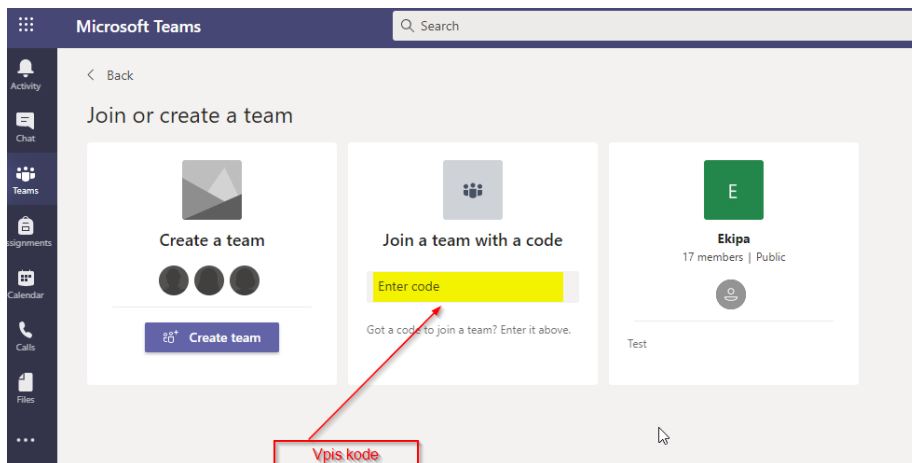 Microsoft Teams
Search
Activity
Chat
Teams
ssignments
Calendar
Calls
Files
Back
Join or create a team
Create a team
Create team
Join a team with a code
Enter code
Got a code to join a team? Enter it above.
E
Ekipa
17 members | Public
Test
Vpis kode